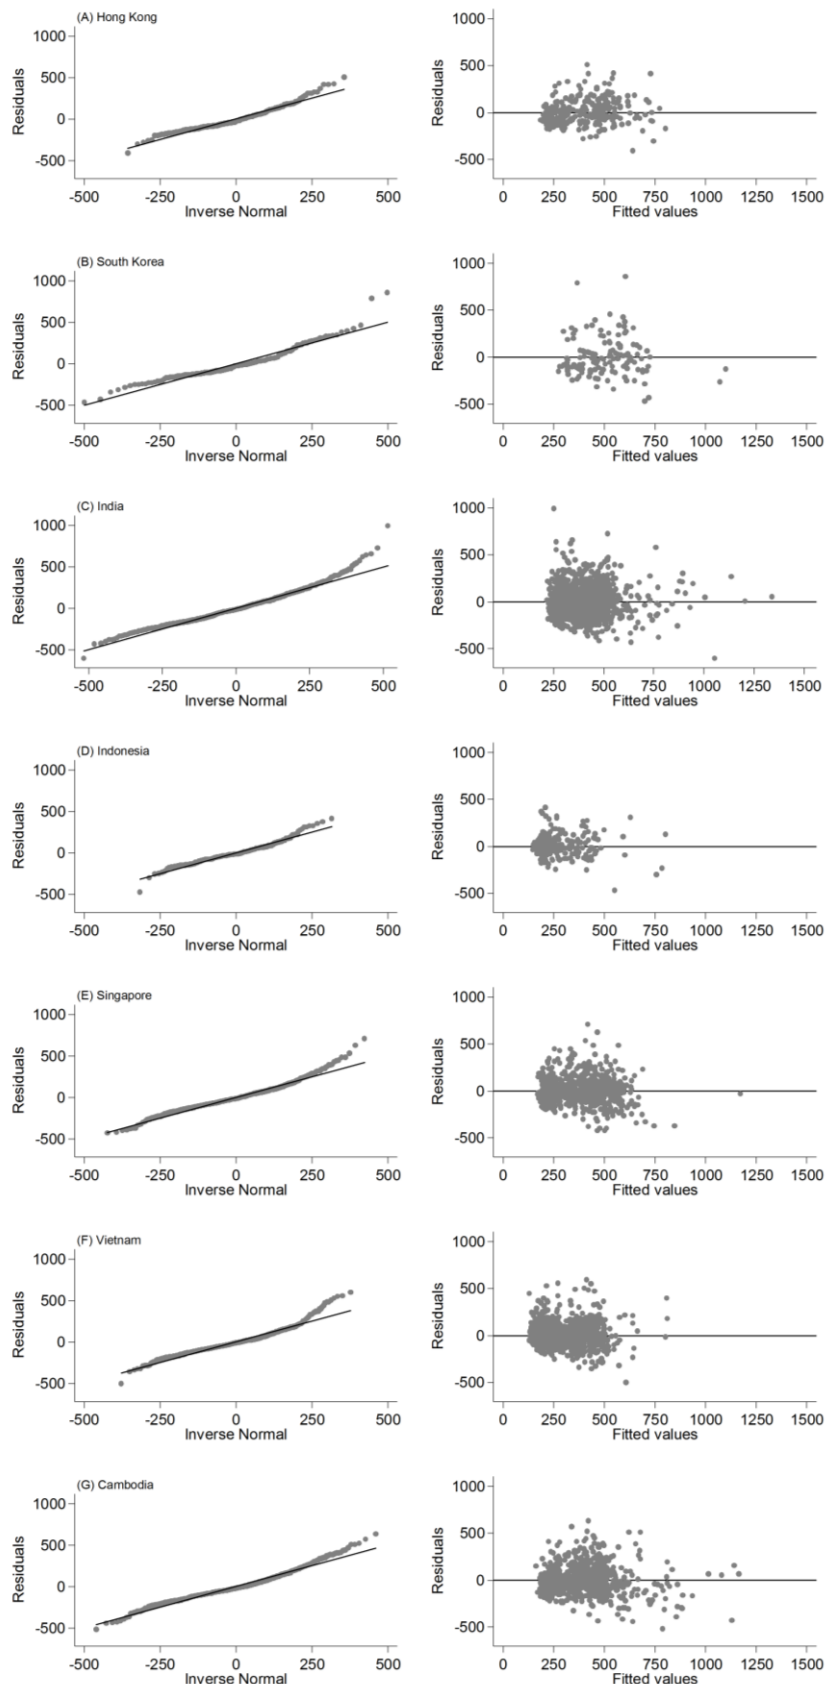 (A) Hong Kong
1000
500
0
-500
Residuals
-500 -250 0 250 500
Inverse Normal
1000
500
0
-500
Residuals
0 250 500 750 1000 1250 1500
Fitted values
(B) South Korea
1000
500
0
-500
Residuals
-500 -250 0 250 500
Inverse Normal
1000
500
0
-500
Residuals
0 250 500 750 1000 1250 1500
Fitted values
(C) India
1000
500
0
-500
Residuals
-500 -250 0 250 500
Inverse Normal
1000
500
0
-500
Residuals
0 250 500 750 1000 1250 1500
Fitted values
(D) Indonesia
1000
500
0
-500
Residuals
-500 -250 0 250 500
Inverse Normal
1000
500
0
-500
Residuals
0 250 500 750 1000 1250 1500
Fitted values
(E) Singapore
1000
500
0
-500
Residuals
-500 -250 0 250 500
Inverse Normal
1000
500
0
-500
Residuals
0 250 500 750 1000 1250 1500
Fitted values
(F) Vietnam
1000
500
0
-500
Residuals
-500 -250 0 250 500
Inverse Normal
1000
500
0
-500
Residuals
0 250 500 750 1000 1250 1500
Fitted values
(G) Cambodia
1000
500
0
-500
Residuals
-500 -250 0 250 500
Inverse Normal
1000
500
0
-500
Residuals
0 250 500 750 1000 1250 1500
Fitted values